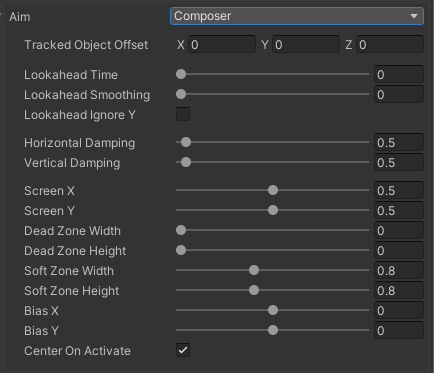 Aim Composer
Tracked Object Offset X 0 Y 0 Z 0
Lookahead Time 0
Lookahead Smoothing 0
Lookahead Ignore Y
Horizontal Damping 0.5
Vertical Damping 0.5
Screen X 0.5
Screen Y 0.5
Dead Zone Width 0
Dead Zone Height 0
Soft Zone Width 0.8
Soft Zone Height 0.8
Bias X 0
Bias Y 0
Center On Activate